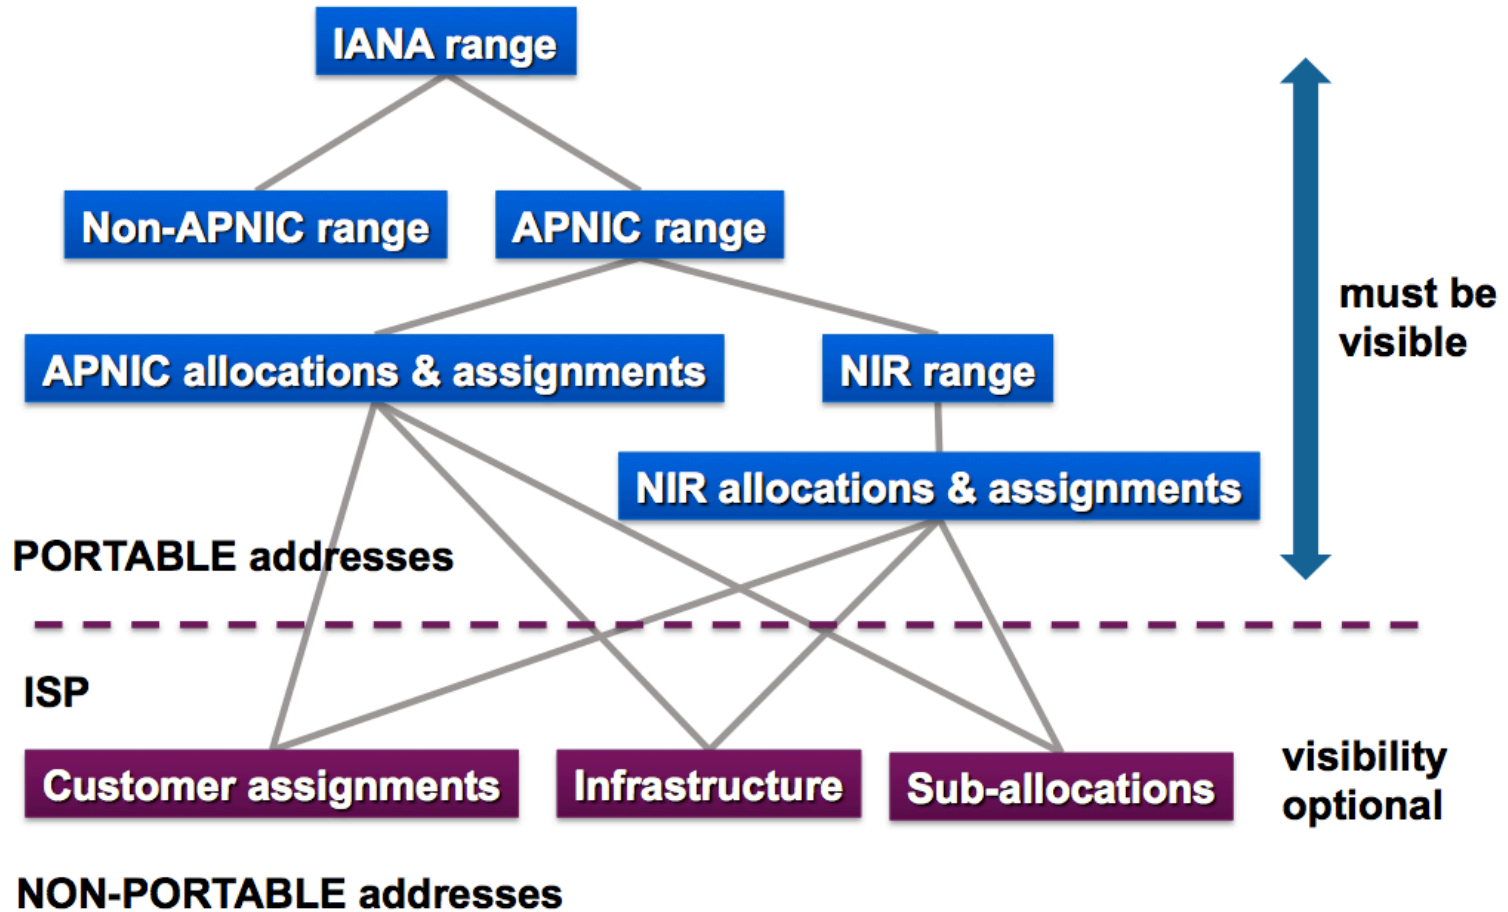 IANA range
Non-APNIC range
APNIC range
must be
visible
APNIC allocations & assignments
NIR range
NIR allocations & assignments
PORTABLE addresses
ISP
Customer assignments
Infrastructure
Sub-allocations
visibility
optional
NON-PORTABLE addresses